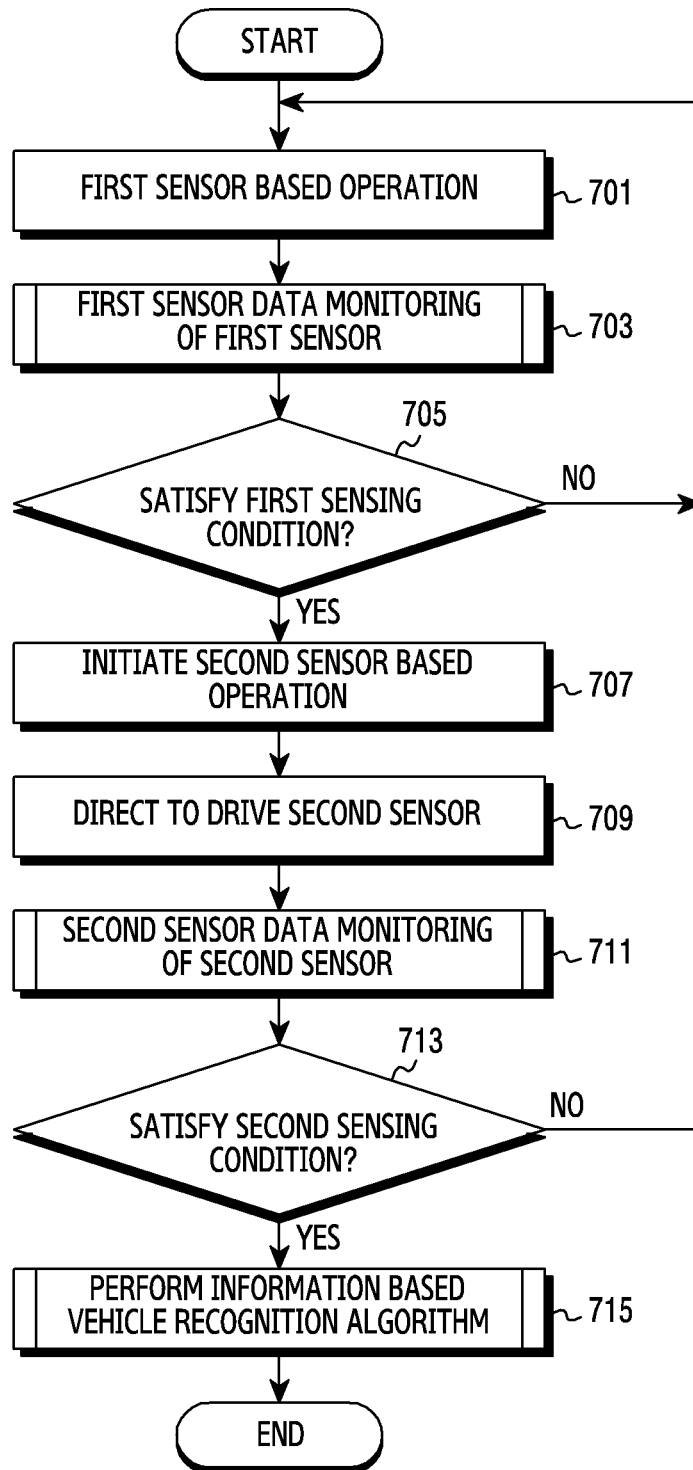 START
FIRST SENSOR BASED OPERATION
701
FIRST SENSOR DATA MONITORING
OF FIRST SENSOR
703
705
SATISFY FIRST SENSING
CONDITION?
NO
YES
INITIATE SECOND SENSOR BASED
OPERATION
707
DIRECT TO DRIVE SECOND SENSOR
709
SECOND SENSOR DATA MONITORING
OF SECOND SENSOR
711
713
SATISFY SECOND SENSING
CONDITION?
NO
YES
PERFORM INFORMATION BASED
VEHICLE RECOGNITION ALGORITHM
715
END